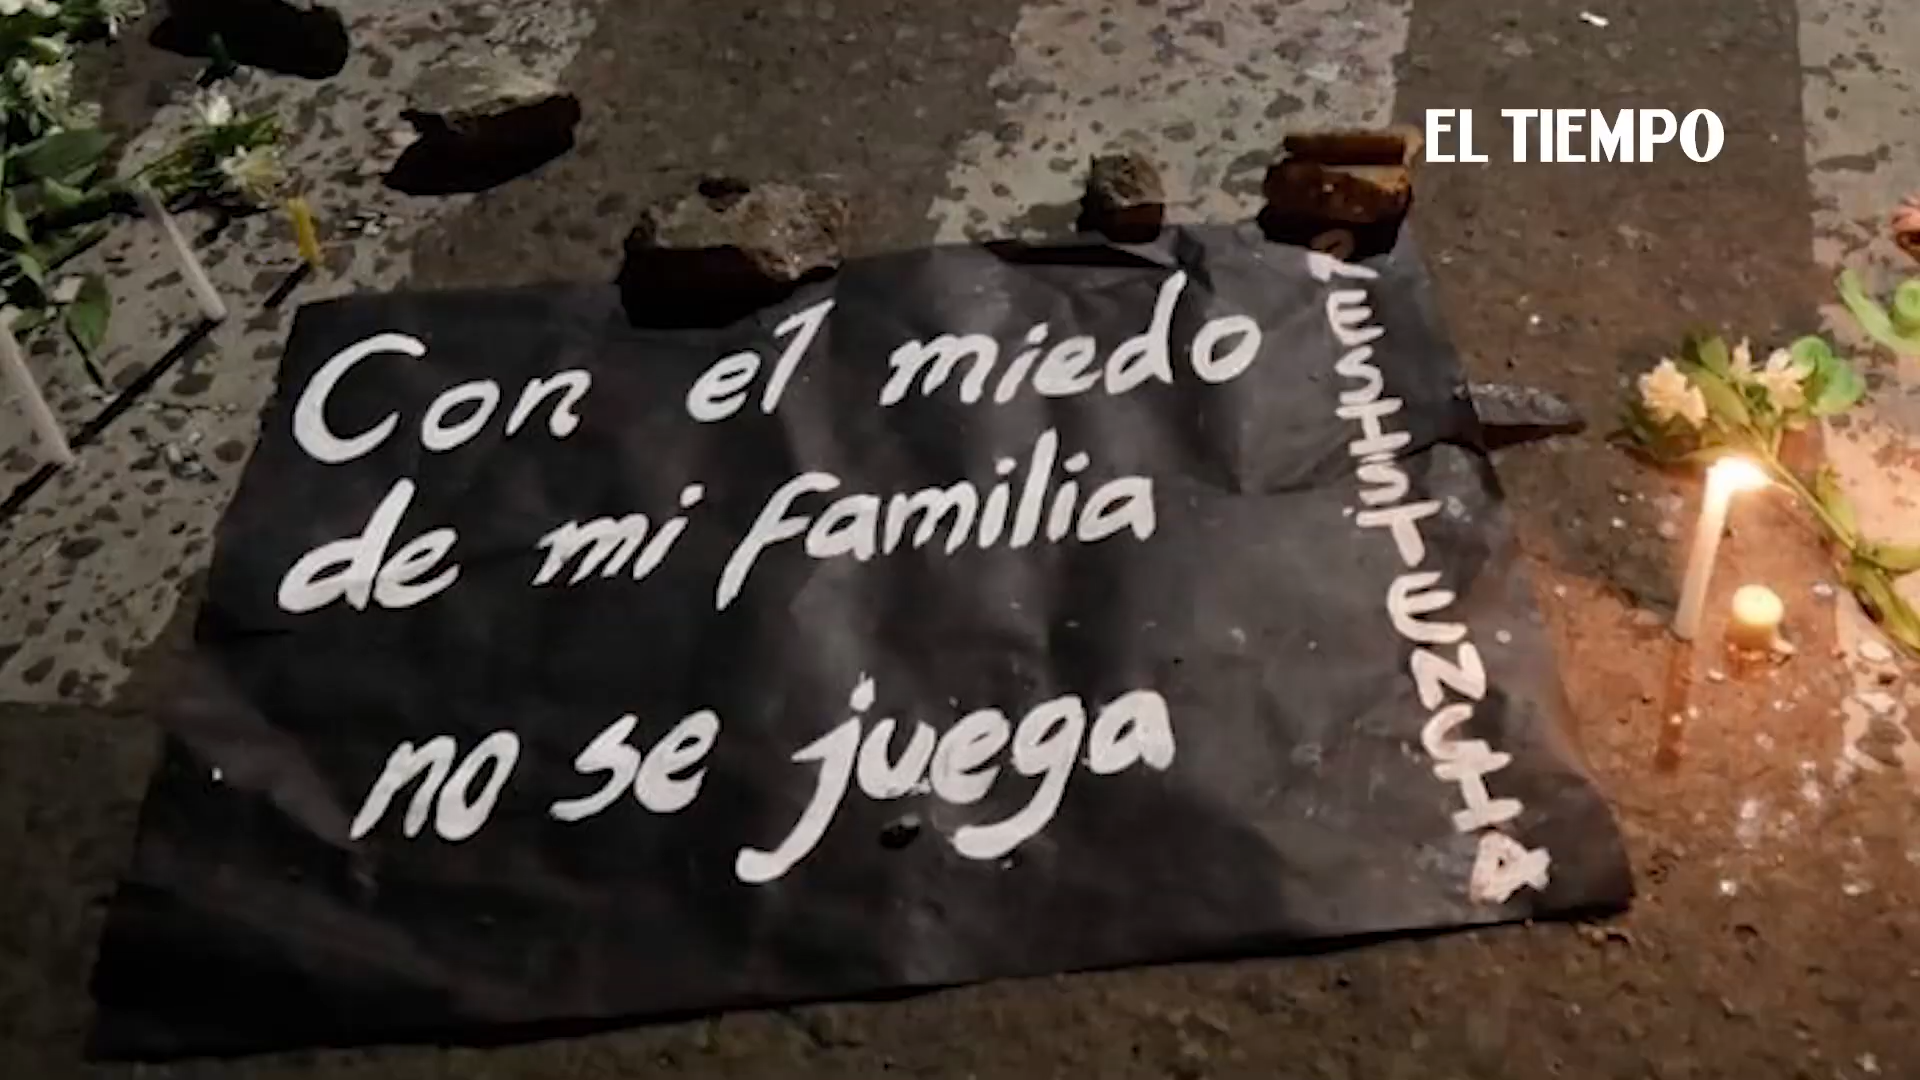 EL TIEMPO
Con el miedo
de mi familia
no se juega
RESISTENCIA